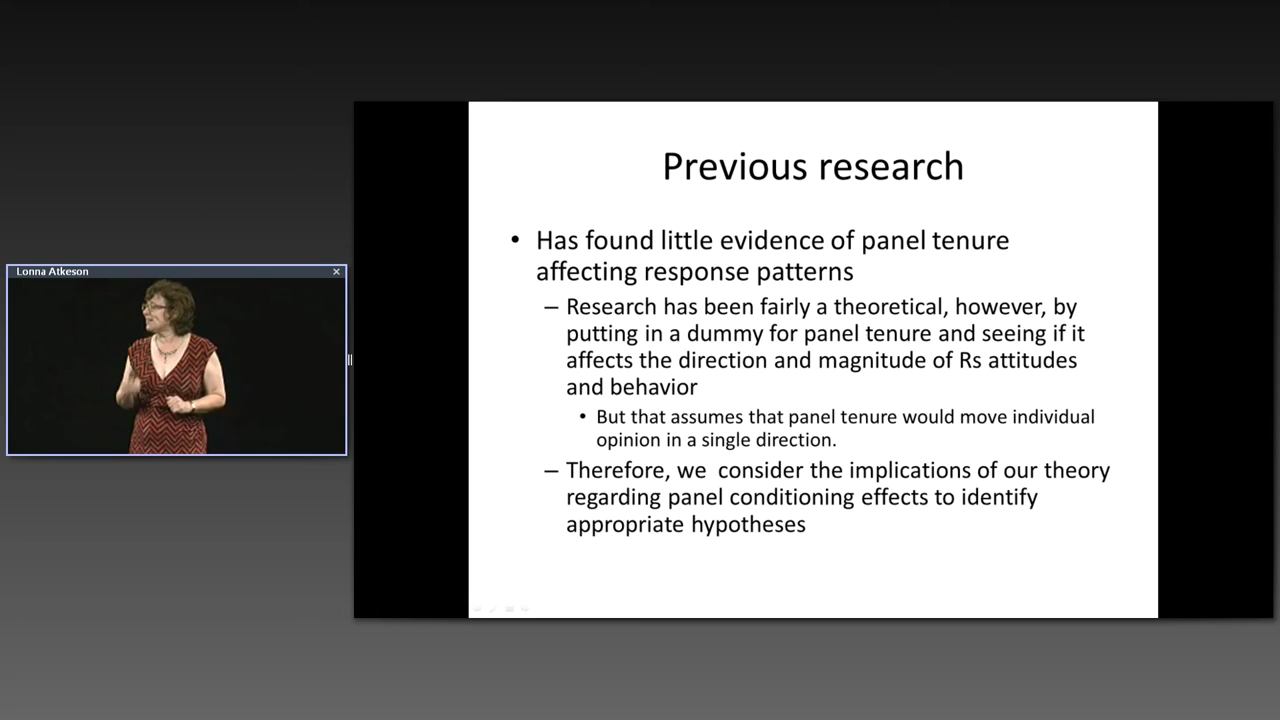 Lonna Atkeson
Previous research
• Has found little evidence of panel tenure
affecting response patterns
– Research has been fairly a theoretical, however, by
putting in a dummy for panel tenure and seeing if it
affects the direction and magnitude of Rs attitudes
and behavior
• But that assumes that panel tenure would move individual
opinion in a single direction.
– Therefore, we  consider the implications of our theory
regarding panel conditioning effects to identify
appropriate hypotheses